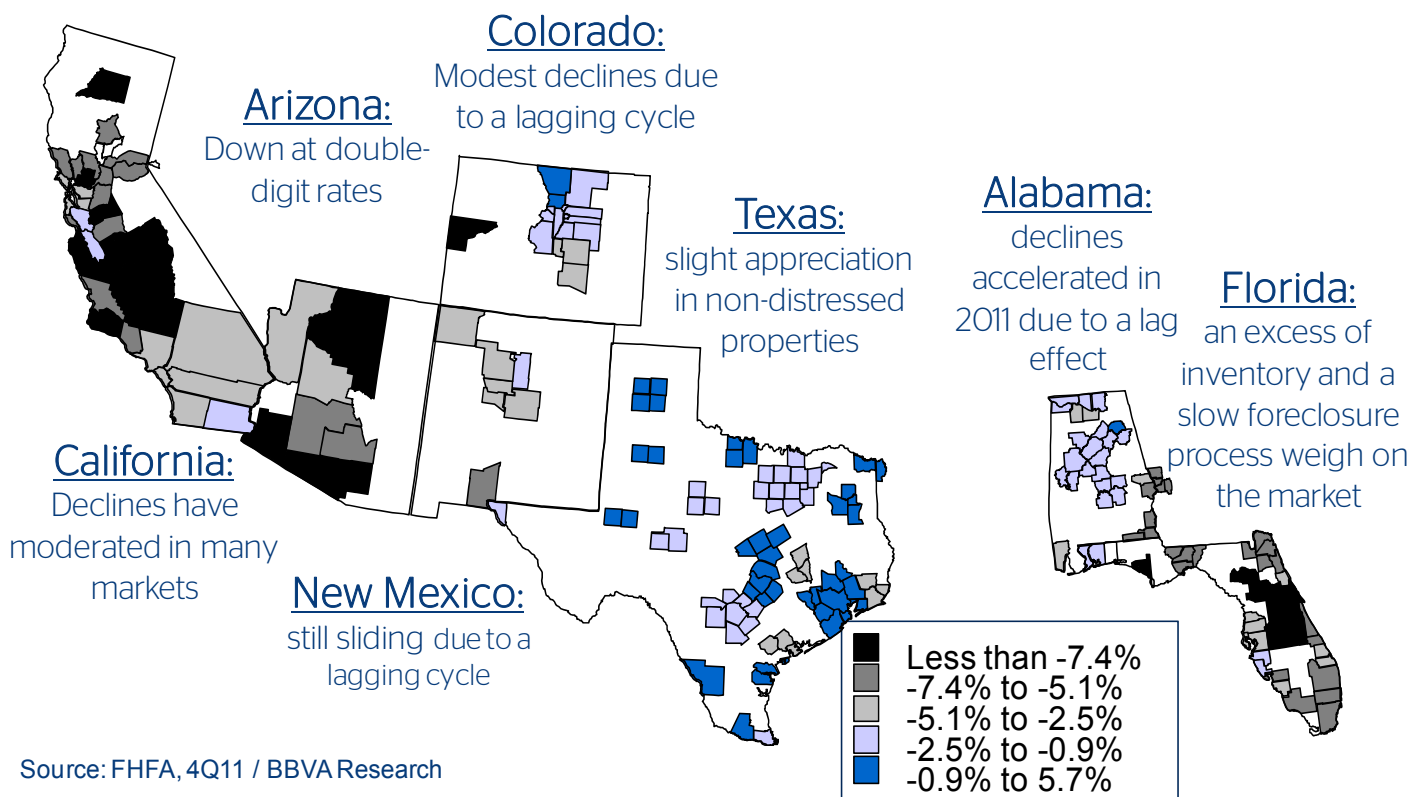 Colorado:
Modest declines due
to a lagging cycle
Arizona:
Down at double-
digit rates
Texas:
slight appreciation
in non-distressed
properties
Alabama:
declines
accelerated in
2011 due to a lag
effect
Florida:
an excess of
inventory and a
slow foreclosure
process weigh on
the market
California:
Declines have
moderated in many
markets
New Mexico:
still sliding due to a
lagging cycle
Less than -7.4%
-7.4% to -5.1%
-5.1% to -2.5%
-2.5% to -0.9%
-0.9% to 5.7%
Source: FHFA, 4Q11 / BBVA Research